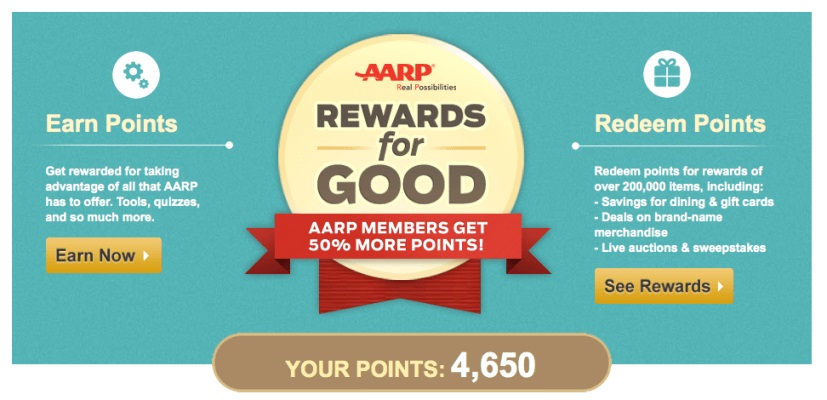 Earn Points
Get rewarded for taking
advantage of all that AARP
has to offer. Tools, quizzes,
and so much more.
Earn Now
AARP®
Real Possibilities
REWARDS
for
GOOD
AARP MEMBERS GET
50% MORE POINTS!
Redeem Points
Redeem points for rewards of
over 200,000 items, including:
- Savings for dining & gift cards
- Deals on brand-name
merchandise
- Live auctions & sweepstakes
See Rewards
YOUR POINTS: 4,650